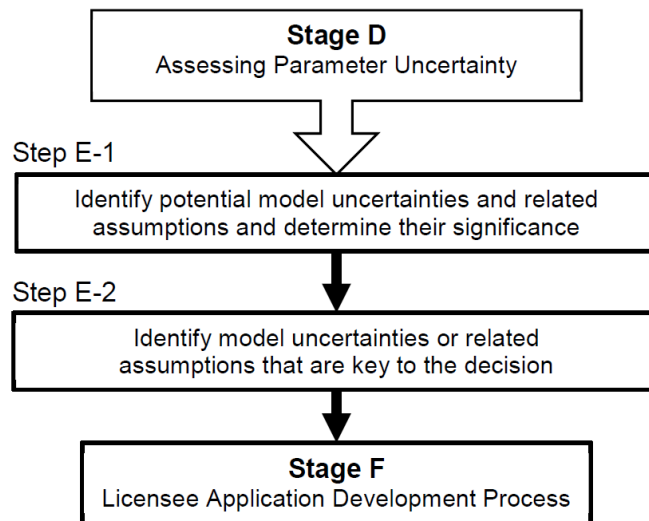 Stage D
Assessing Parameter Uncertainty
Step E-1
Identify potential model uncertainties and related
assumptions and determine their significance
Step E-2
Identify model uncertainties or related
assumptions that are key to the decision
Stage F
Licensee Application Development Process